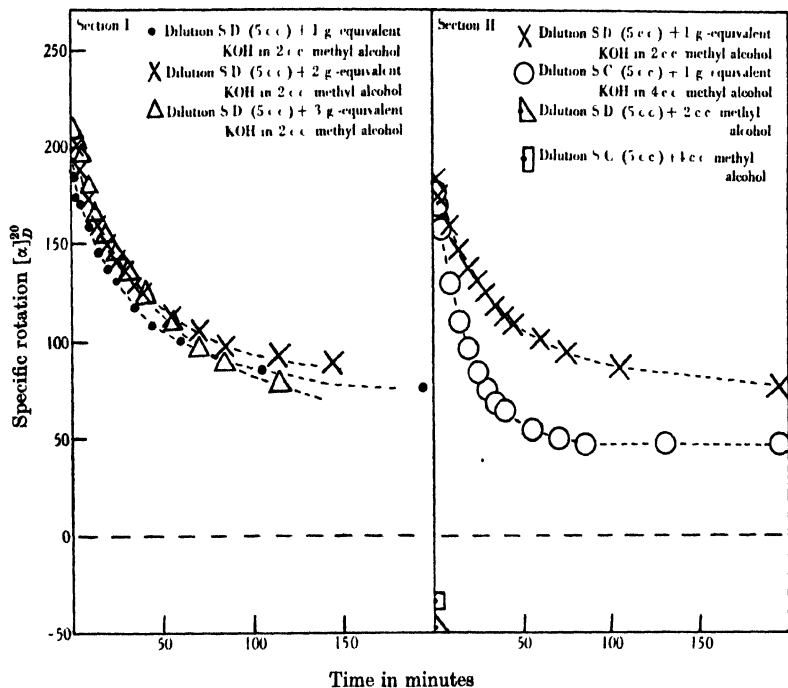 Section I
Dilution S D (5 c c) + 1 g-equivalent
KOH in 2 c c methyl alcohol
Dilution S D (5 c c) + 2 g-equivalent
KOH in 2 c c methyl alcohol
Dilution S D (5 c c) + 3 g-equivalent
KOH in 2 c c methyl alcohol
Section II
Dilution S D (5 c c) + 1 g-equivalent
KOH in 2 c c methyl alcohol
Dilution S C (5 c c) + 1 g-equivalent
KOH in 4 c c methyl alcohol
Dilution S D (5 c c) + 2 c c methyl
alcohol
Dilution S C (5 c c) + 4 c c methyl
alcohol
Specific rotation [α]20D
250
200
150
100
50
0
-50
50 100 150
50 100 150
Time in minutes